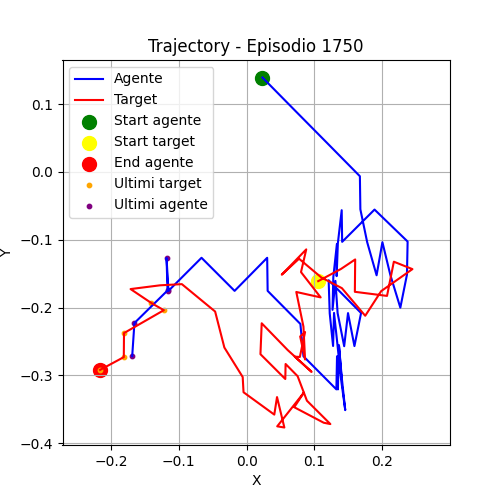 Trajectory - Episodio 1750
Agente
Target
Start agente
Start target
End agente
Ultimi target
Ultimi agente
0.1
0.0
−0.1
−0.2
−0.3
−0.4
Y
−0.2
−0.1
0.0
0.1
0.2
X